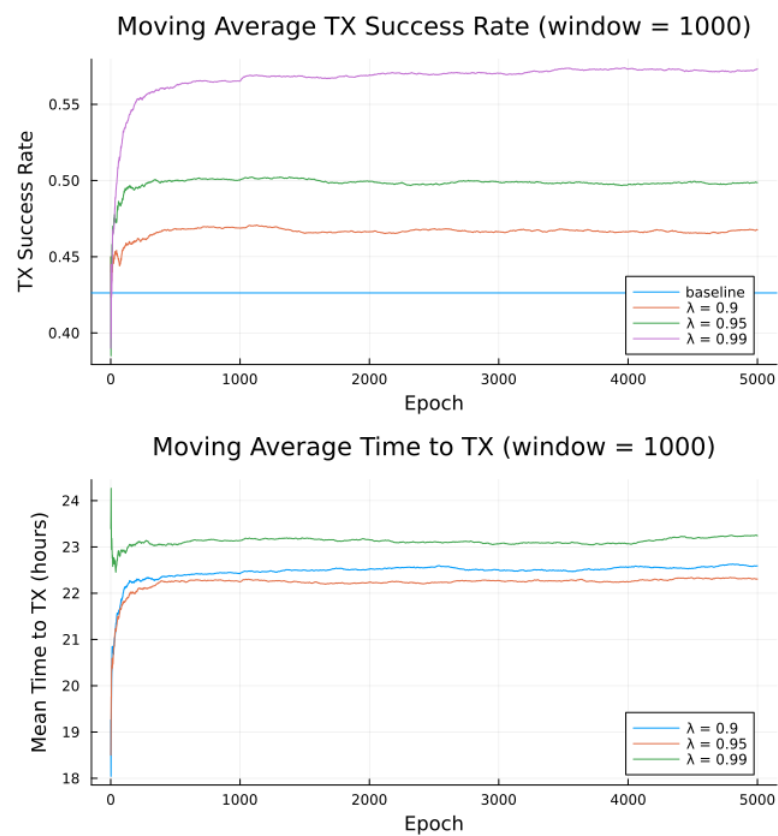 Moving Average TX Success Rate (window = 1000)
TX Success Rate
0.55
0.50
0.45
0.40
baseline
λ = 0.9
λ = 0.95
λ = 0.99
0
1000
2000
3000
4000
5000
Epoch
Moving Average Time to TX (window = 1000)
Mean Time to TX (hours)
24
23
22
21
20
19
18
λ = 0.9
λ = 0.95
λ = 0.99
0
1000
2000
3000
4000
5000
Epoch